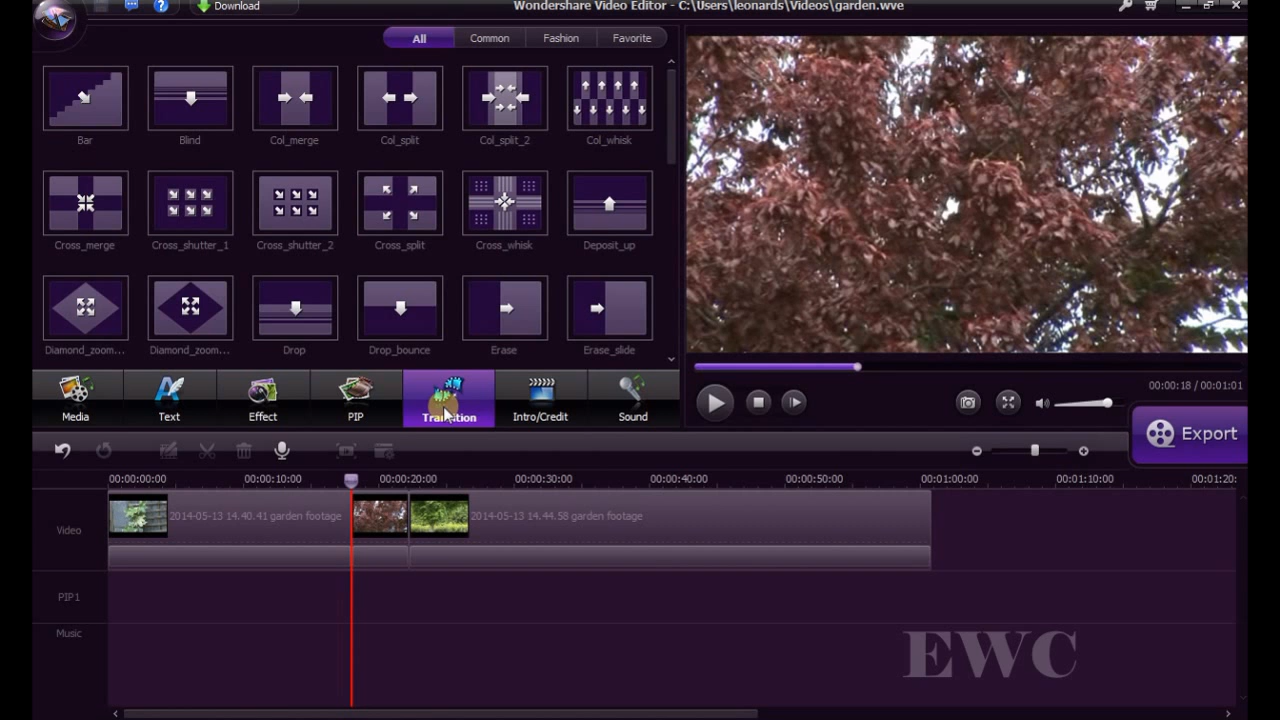 Download
Wondershare Video Editor - C:\Users\leonards\Videos\garden.wve
All Common Fashion Favorite
Bar Blind Col_merge Col_split Col_split_2 Col_whisk
Cross_merge Cross_shutter_1 Cross_shutter_2 Cross_split Cross_whisk Deposit_up
Diamond_zoom... Diamond_zoom... Drop Drop_bounce Erase Erase_slide
00:00:18 / 00:01:01
Media Text Effect PIP Transition Intro/Credit Sound
Export
00:00:00:00 00:00:10:00 00:00:20:00 00:00:30:00 00:00:40:00 00:00:50:00 00:01:00:00 00:01:10:00 00:01:20:
Video
2014-05-13 14.40.41 garden footage
2014-05-13 14.44.58 garden footage
PIP1
Music
EWC